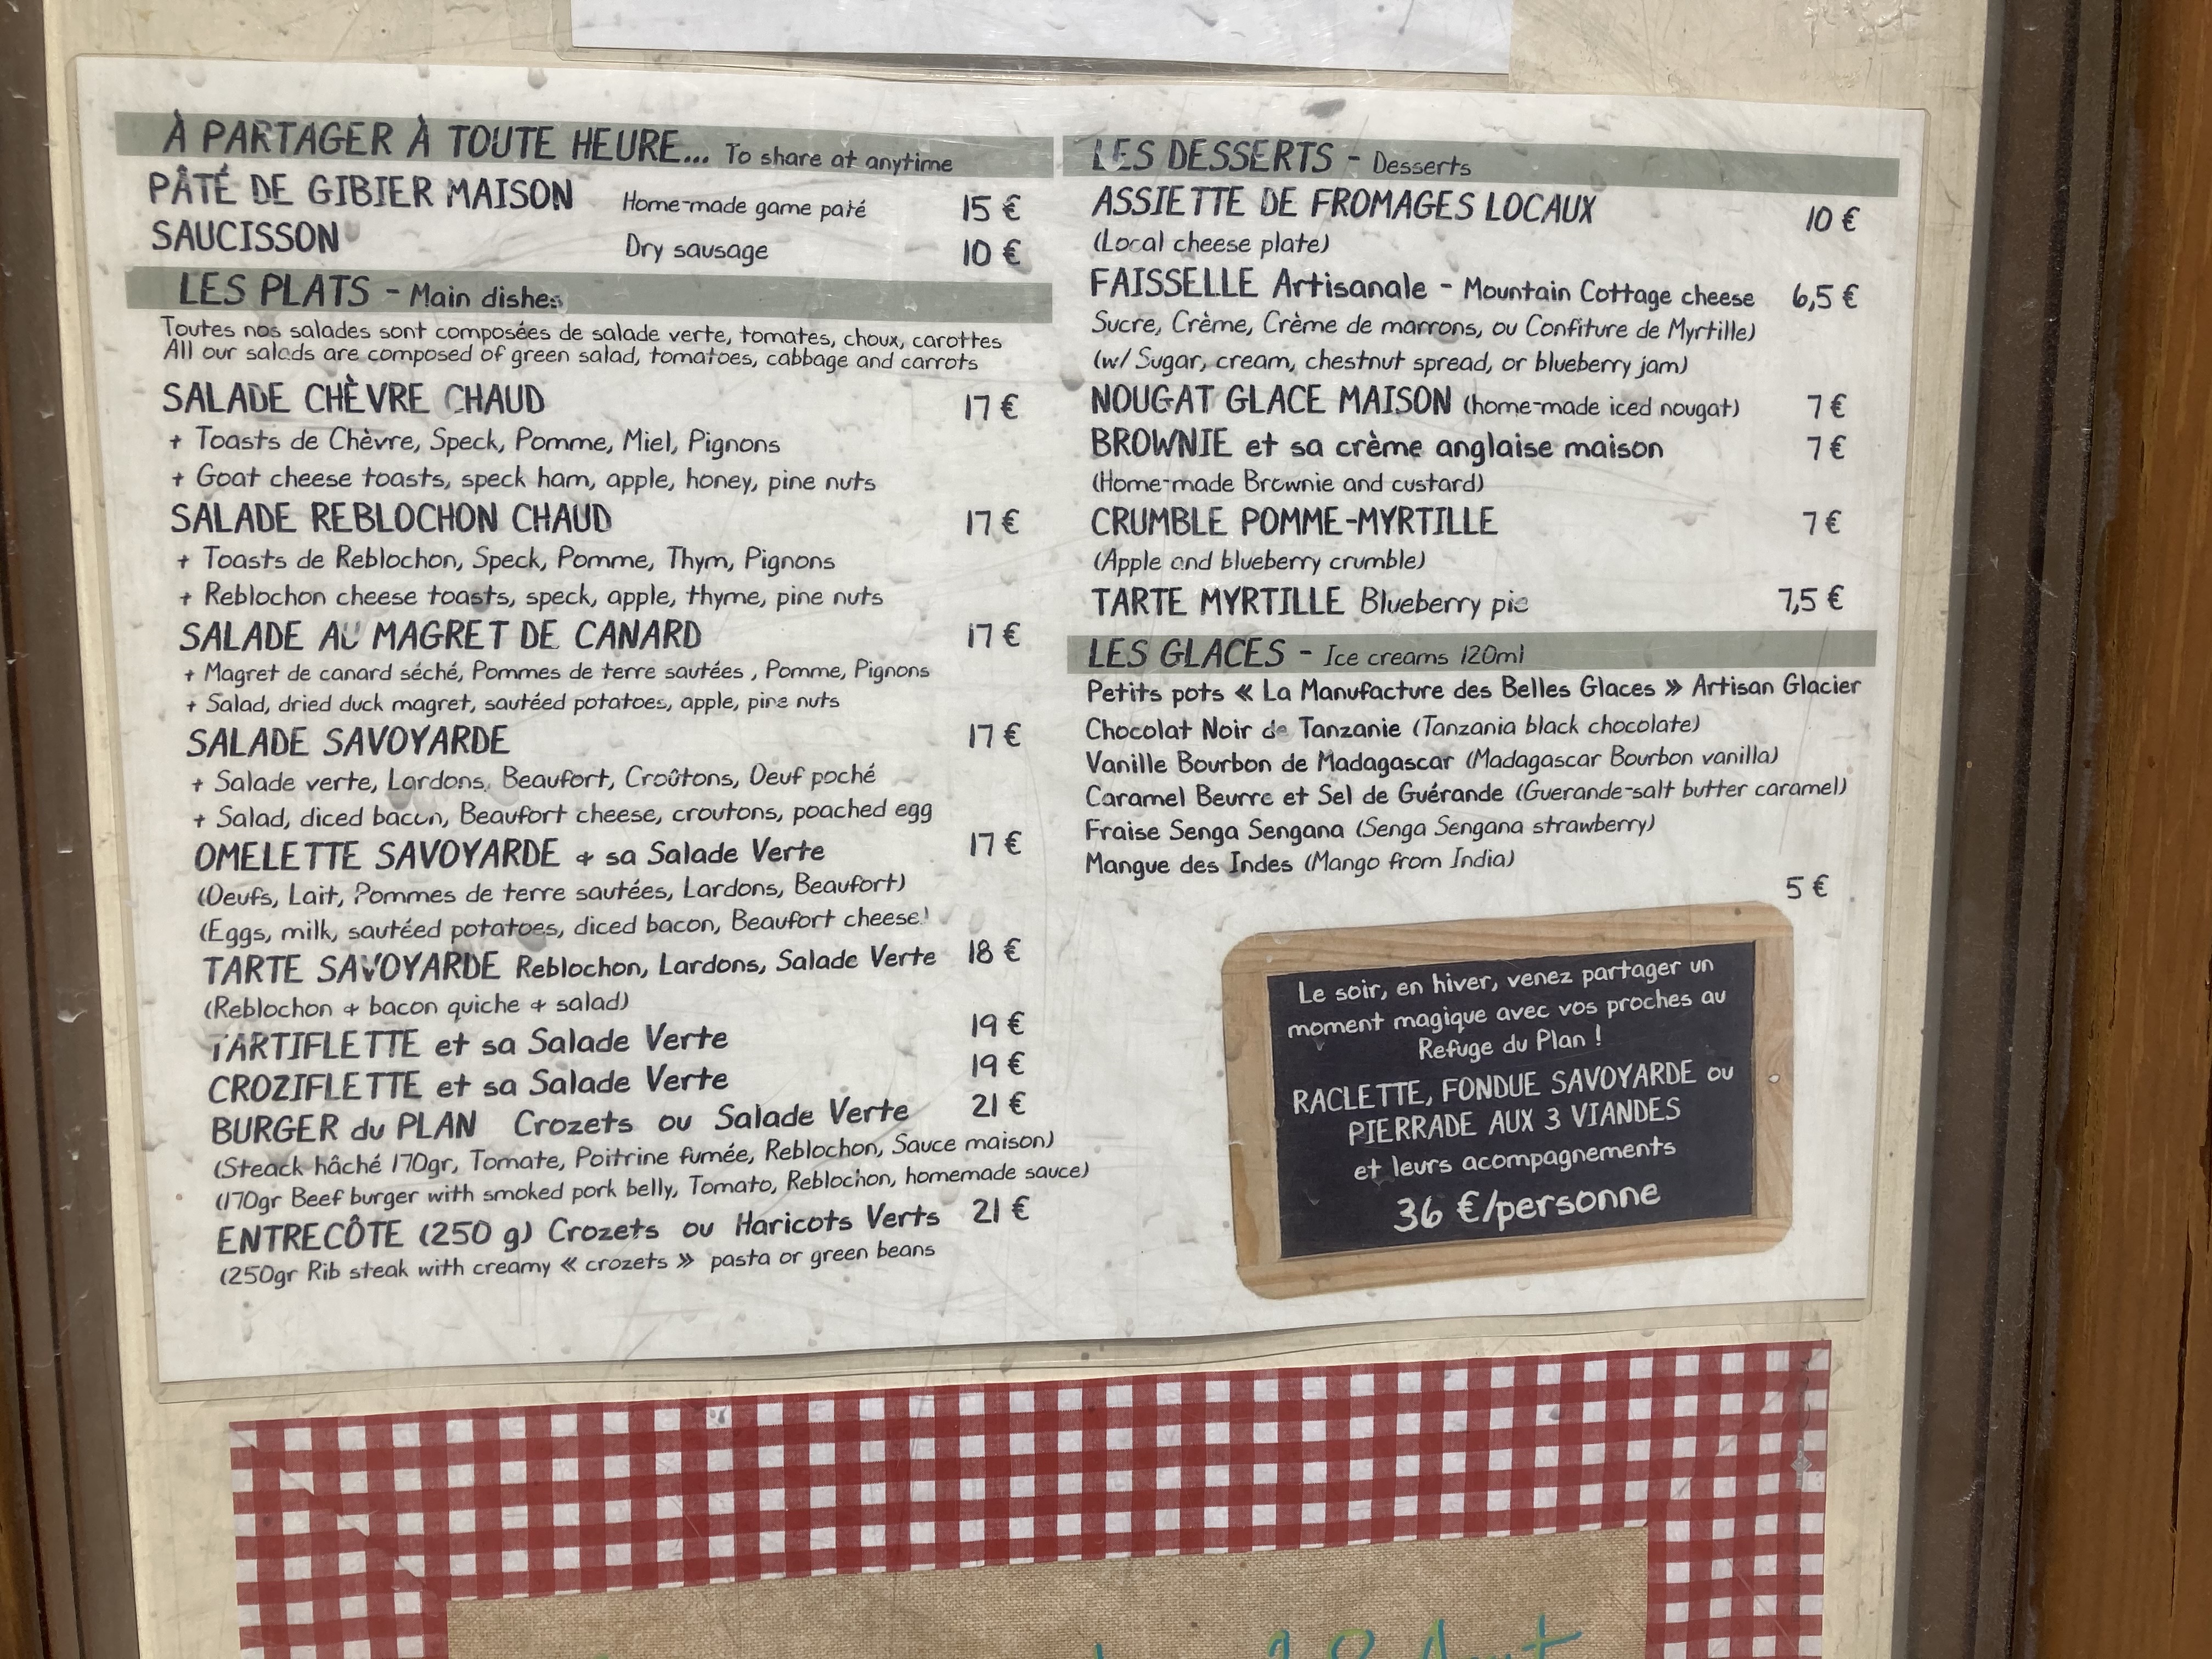 À PARTAGER À TOUTE HEURE... To share at anytime
PÂTÉ DE GIBIER MAISON Home-made game paté 15 €
SAUCISSON Dry sausage 10 €
LES PLATS - Main dishes
Toutes nos salades sont composées de salade verte, tomates, choux, carottes
All our salads are composed of green salad, tomatoes, cabbage and carrots
SALADE CHÈVRE CHAUD 17 €
+ Toasts de Chèvre, Speck, Pomme, Miel, Pignons
+ Goat cheese toasts, speck ham, apple, honey, pine nuts
SALADE REBLOCHON CHAUD 17 €
+ Toasts de Reblochon, Speck, Pomme, Thym, Pignons
+ Reblochon cheese toasts, speck, apple, thyme, pine nuts
SALADE AU MAGRET DE CANARD 17 €
+ Magret de canard séché, Pommes de terre sautées , Pomme, Pignons
+ Salad, dried duck magret, sautéed potatoes, apple, pine nuts
SALADE SAVOYARDE 17 €
+ Salade verte, Lardons, Beaufort, Croûtons, Oeuf poché
+ Salad, diced bacon, Beaufort cheese, croutons, poached egg
OMELETTE SAVOYARDE + sa Salade Verte 17 €
(Oeufs, Lait, Pommes de terre sautées, Lardons, Beaufort)
(Eggs, milk, sautéed potatoes, diced bacon, Beaufort cheese)
TARTE SAVOYARDE Reblochon, Lardons, Salade Verte 18 €
(Reblochon + bacon quiche + salad)
TARTIFLETTE et sa Salade Verte 19 €
CROZIFLETTE et sa Salade Verte 19 €
BURGER du PLAN Crozets ou Salade Verte 21 €
(Steack hâché 170gr, Tomate, Poitrine fumée, Reblochon, Sauce maison)
(170gr Beef burger with smoked pork belly, Tomato, Reblochon, homemade sauce)
ENTRECÔTE (250 g) Crozets ou Haricots Verts 21 €
(250gr Rib steak with creamy « crozets » pasta or green beans
LES DESSERTS - Desserts
ASSIETTE DE FROMAGES LOCAUX 10 €
(Local cheese plate)
FAISSELLE Artisanale - Mountain Cottage cheese 6,5 €
Sucre, Crème, Crème de marrons, ou Confiture de Myrtille)
(w/ Sugar, cream, chestnut spread, or blueberry jam)
NOUGAT GLACE MAISON (home-made iced nougat) 7 €
BROWNIE et sa crème anglaise maison 7 €
(Home-made Brownie and custard)
CRUMBLE POMME-MYRTILLE 7 €
(Apple and blueberry crumble)
TARTE MYRTILLE Blueberry pie 7,5 €
LES GLACES - Ice creams 120ml
Petits pots « La Manufacture des Belles Glaces » Artisan Glacier
Chocolat Noir de Tanzanie (Tanzania black chocolate)
Vanille Bourbon de Madagascar (Madagascar Bourbon vanilla)
Caramel Beurre et Sel de Guérande (Guerande-salt butter caramel)
Fraise Senga Sengana (Senga Sengana strawberry)
Mangue des Indes (Mango from India)
5 €
Le soir, en hiver, venez partager un
moment magique avec vos proches au
Refuge du Plan !
RACLETTE, FONDUE SAVOYARDE ou
PIERRADE AUX 3 VIANDES
et leurs acompagnements
36 €/personne